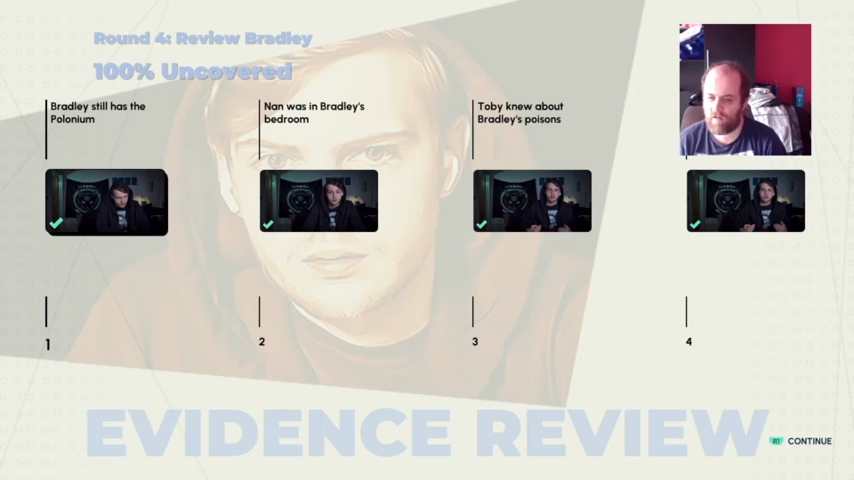 Round 4: Review Bradley
100% Uncovered
Bradley still has the
Polonium
Nan was in Bradley's
bedroom
Toby knew about
Bradley's poisons
1
2
3
4
EVIDENCE REVIEW
RT CONTINUE